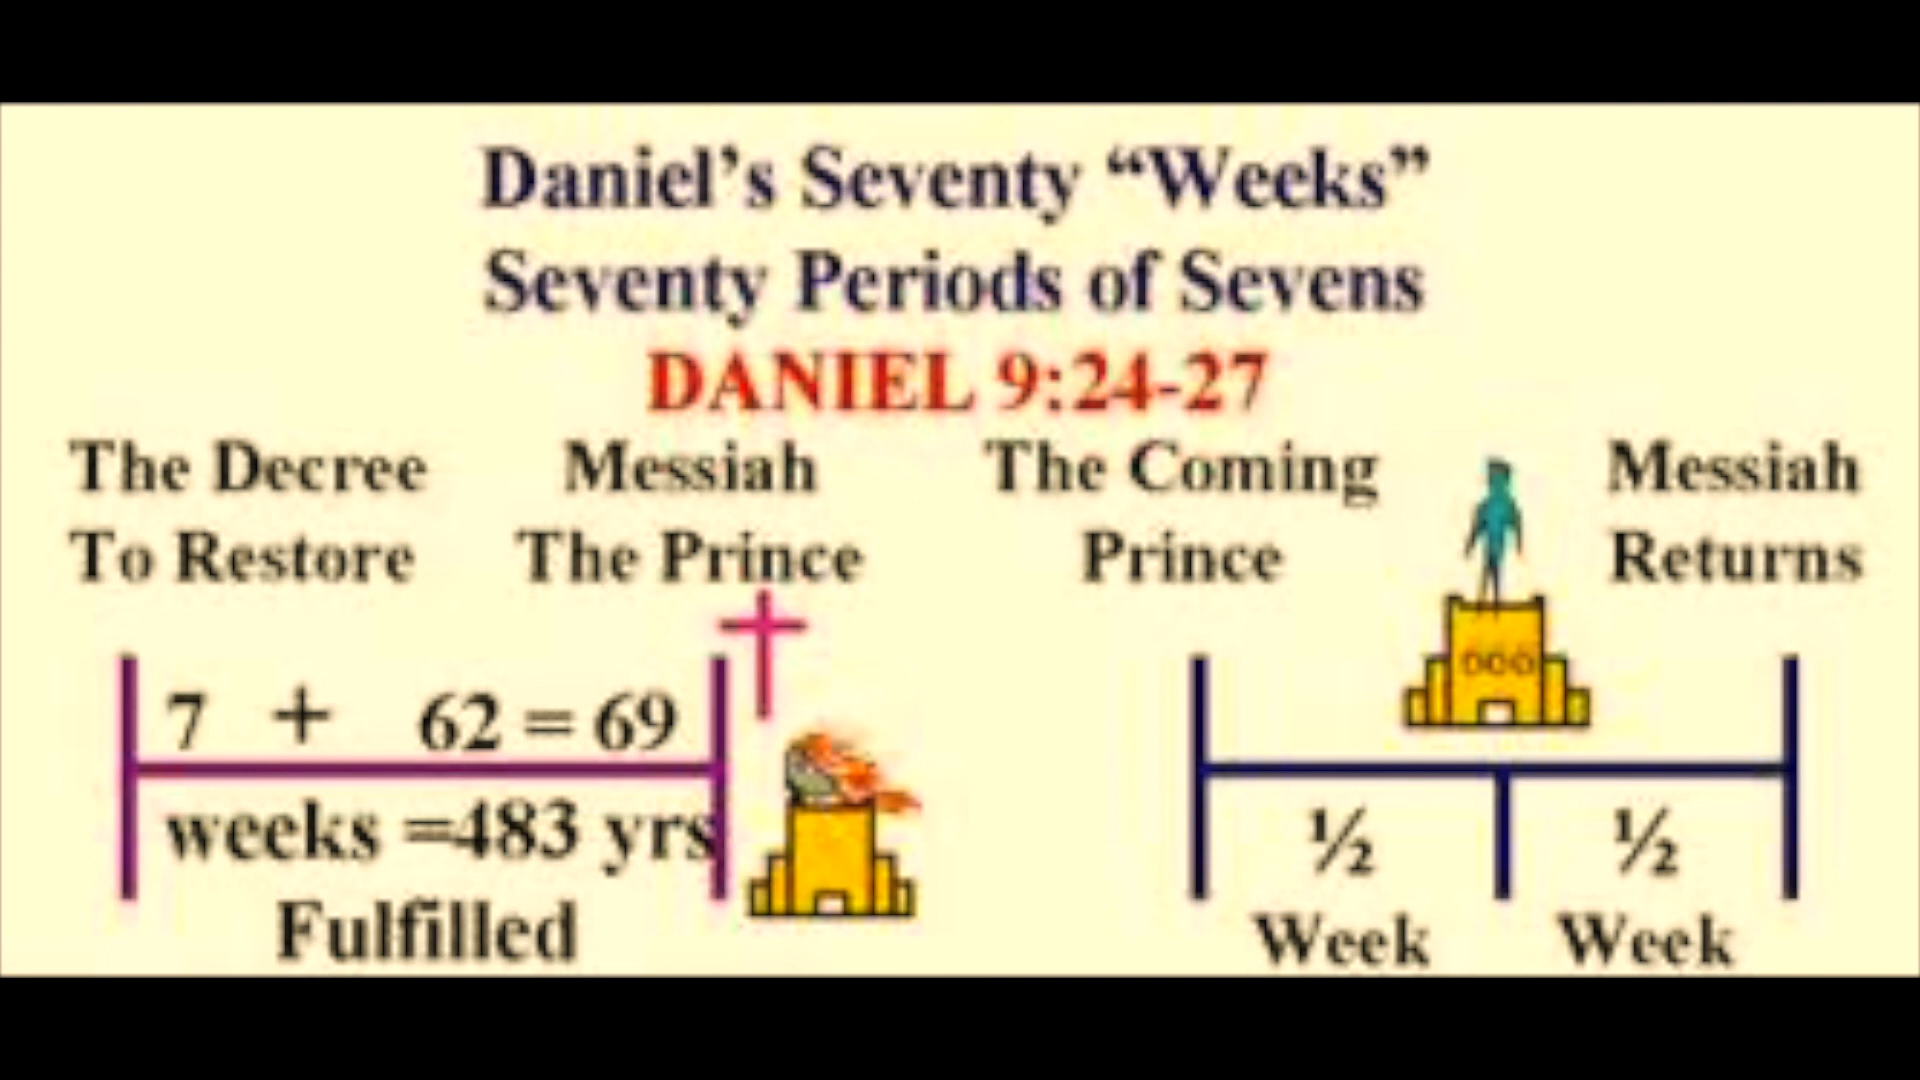 Daniel’s Seventy “Weeks”
Seventy Periods of Sevens
DANIEL 9:24-27
The Decree
To Restore
Messiah
The Prince
The Coming
Prince
Messiah
Returns
7 + 62 = 69
weeks =483 yrs
Fulfilled
½
Week
½
Week